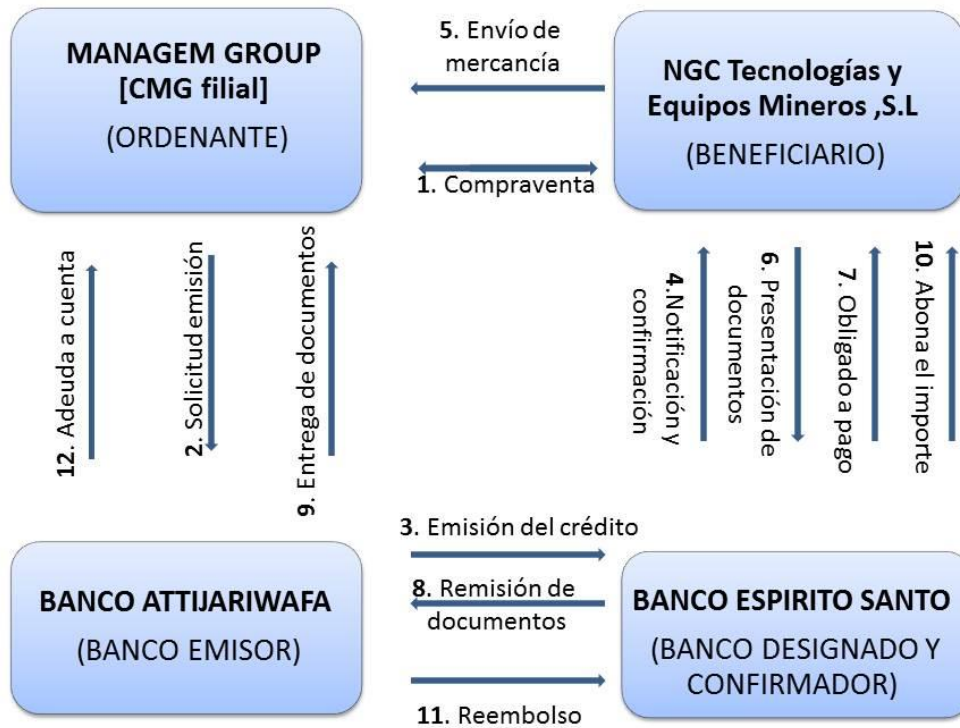 MANAGEM GROUP
[CMG filial]
(ORDENANTE)
5. Envío de
mercancía
1. Compraventa
NGC Tecnologías y
Equipos Mineros ,S.L
(BENEFICIARIO)
12. Adeuda a cuenta
2. Solicitud emisión
9. Entrega de documentos
4.Notificación y
confirmación
6. Presentación de
documentos
7. Obligado a pago
10. Abona el importe
BANCO ATTIJARIWAFA
(BANCO EMISOR)
3. Emisión del crédito
8. Remisión de
documentos
11. Reembolso
BANCO ESPIRITO SANTO
(BANCO DESIGNADO Y
CONFIRMADOR)